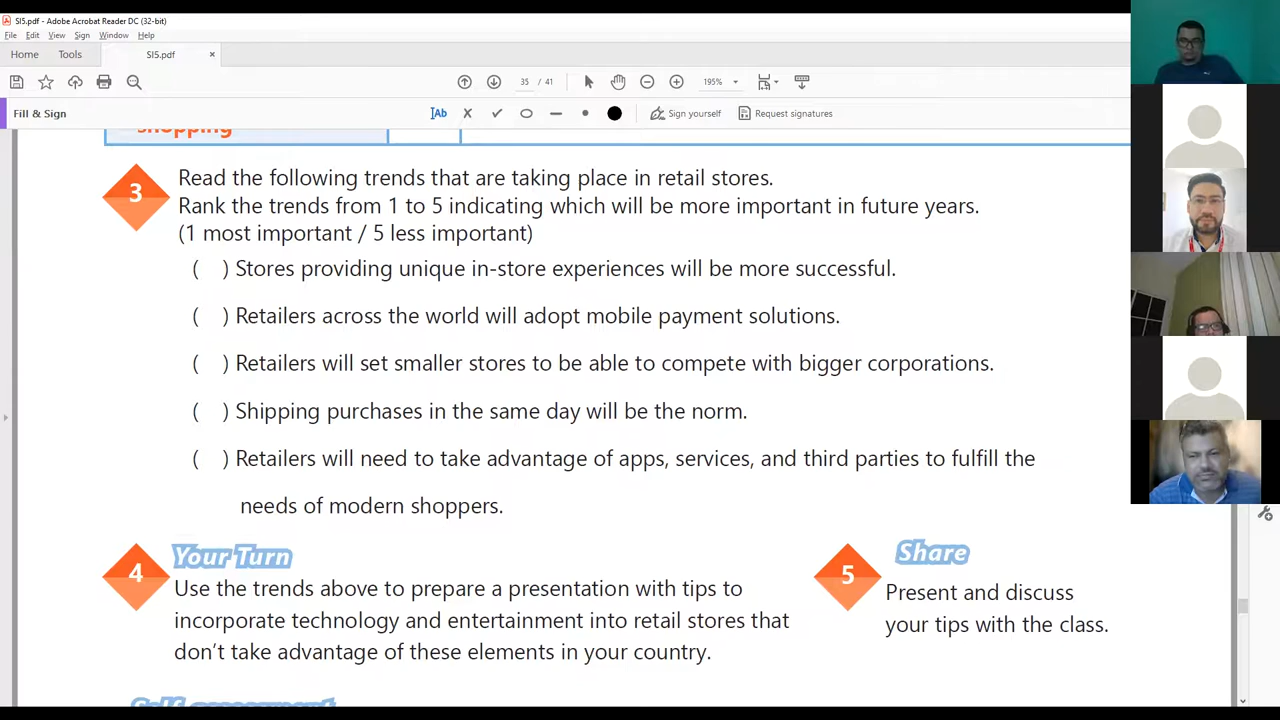 SI5.pdf - Adobe Acrobat Reader DC (32-bit)
File Edit View Sign Window Help
Home Tools SI5.pdf ×
35 / 41 195%
Fill & Sign Ab Sign yourself Request signatures
shopping
3
Read the following trends that are taking place in retail stores.
Rank the trends from 1 to 5 indicating which will be more important in future years.
(1 most important / 5 less important)
( ) Stores providing unique in-store experiences will be more successful.
( ) Retailers across the world will adopt mobile payment solutions.
( ) Retailers will set smaller stores to be able to compete with bigger corporations.
( ) Shipping purchases in the same day will be the norm.
( ) Retailers will need to take advantage of apps, services, and third parties to fulfill the
needs of modern shoppers.
4
Your Turn
Use the trends above to prepare a presentation with tips to
incorporate technology and entertainment into retail stores that
don't take advantage of these elements in your country.
5
Share
Present and discuss
your tips with the class.